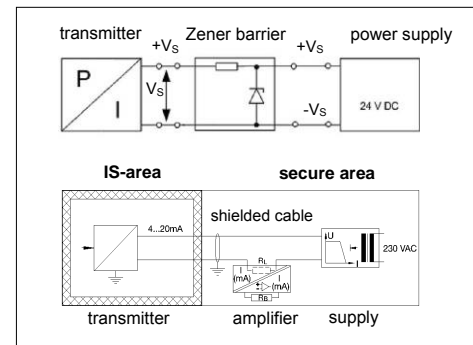 transmitter Zener barrier power supply
+Vs +Vs
P
I
Vs
24 V DC
-Vs
IS-area secure area
4...20mA shielded cable
U
I
230 VAC
RL
I (mA) I (mA)
RB
transmitter amplifier supply